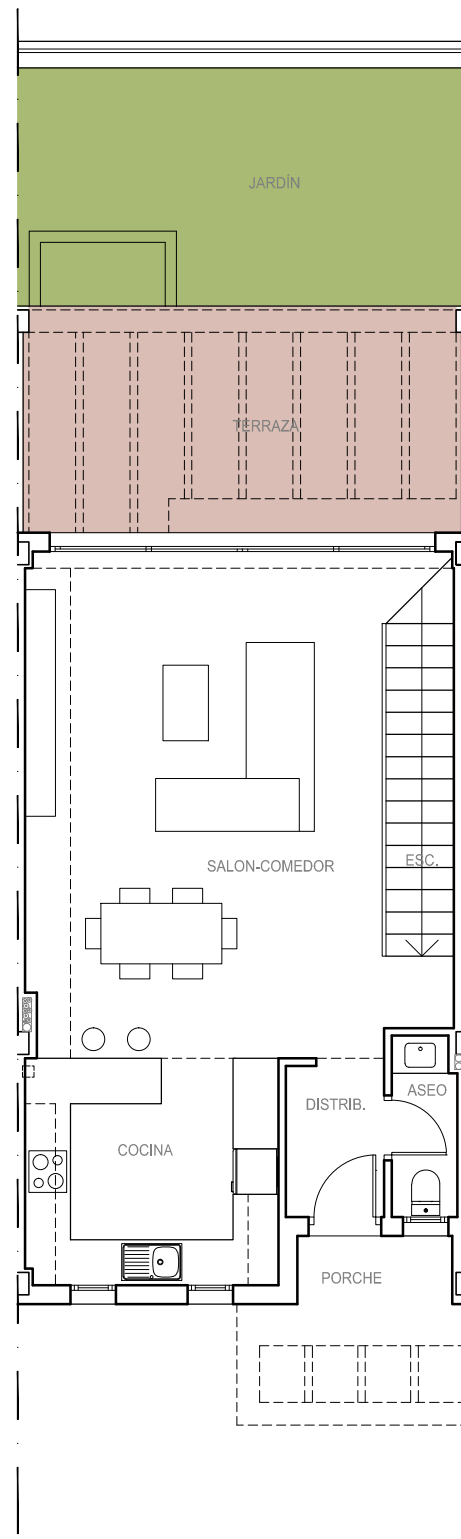 JARDÍN
TERRAZA
SALON-COMEDOR
ESC.
DISTRIB.
ASEO
COCINA
PORCHE